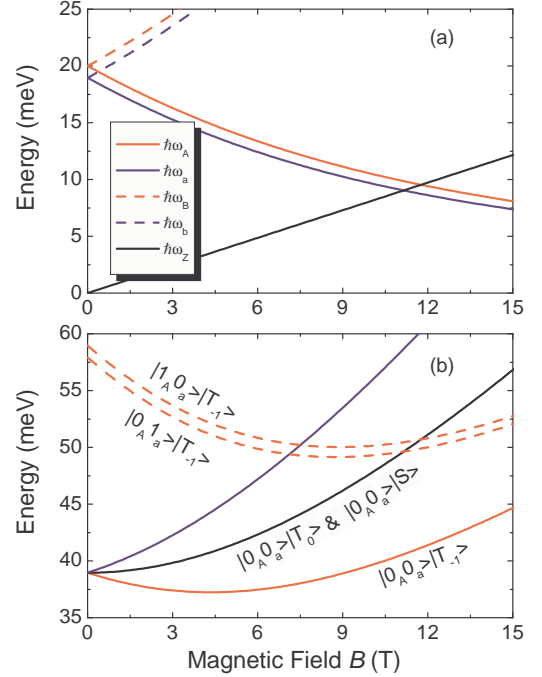 25
(a)
20
15
10
5
0
Energy (meV)
ħω_A
ħω_a
ħω_B
ħω_b
ħω_Z
0 3 6 9 12 15
60
(b)
55
50
45
40
35
Energy (meV)
|1_A 0_a>|T_-1>
|0_A 1_a>|T_-1>
|0_A 0_a>|T_0> & |0_A 0_a>|S>
|0_A 0_a>|T_-1>
0 3 6 9 12 15
Magnetic Field B (T)